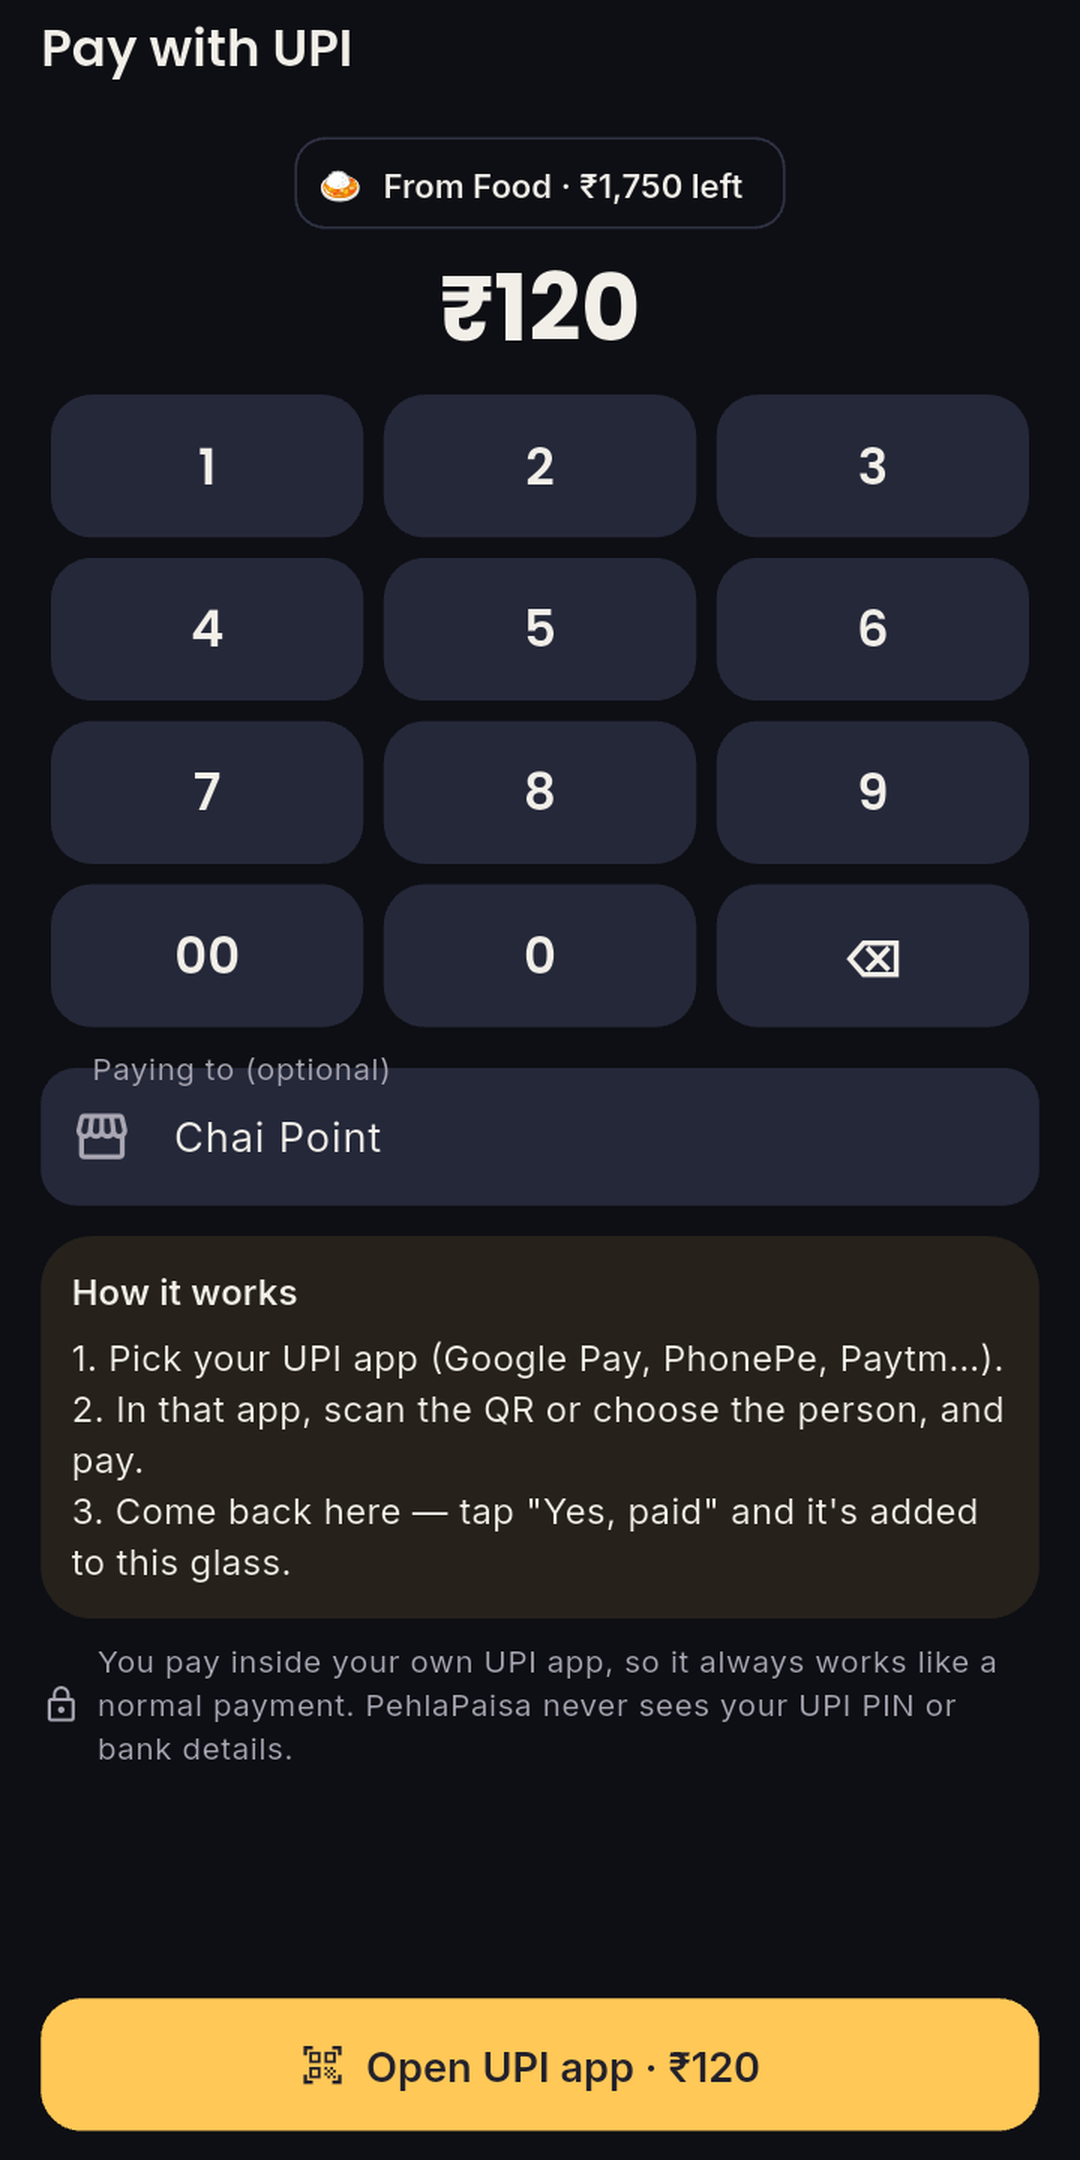 Pay with UPI
From Food · ₹1,750 left
₹120
1 2 3
4 5 6
7 8 9
00 0
Paying to (optional)
Chai Point
How it works
1. Pick your UPI app (Google Pay, PhonePe, Paytm...).
2. In that app, scan the QR or choose the person, and
pay.
3. Come back here — tap "Yes, paid" and it's added
to this glass.
You pay inside your own UPI app, so it always works like a
normal payment. PehlaPaisa never sees your UPI PIN or
bank details.
Open UPI app · ₹120